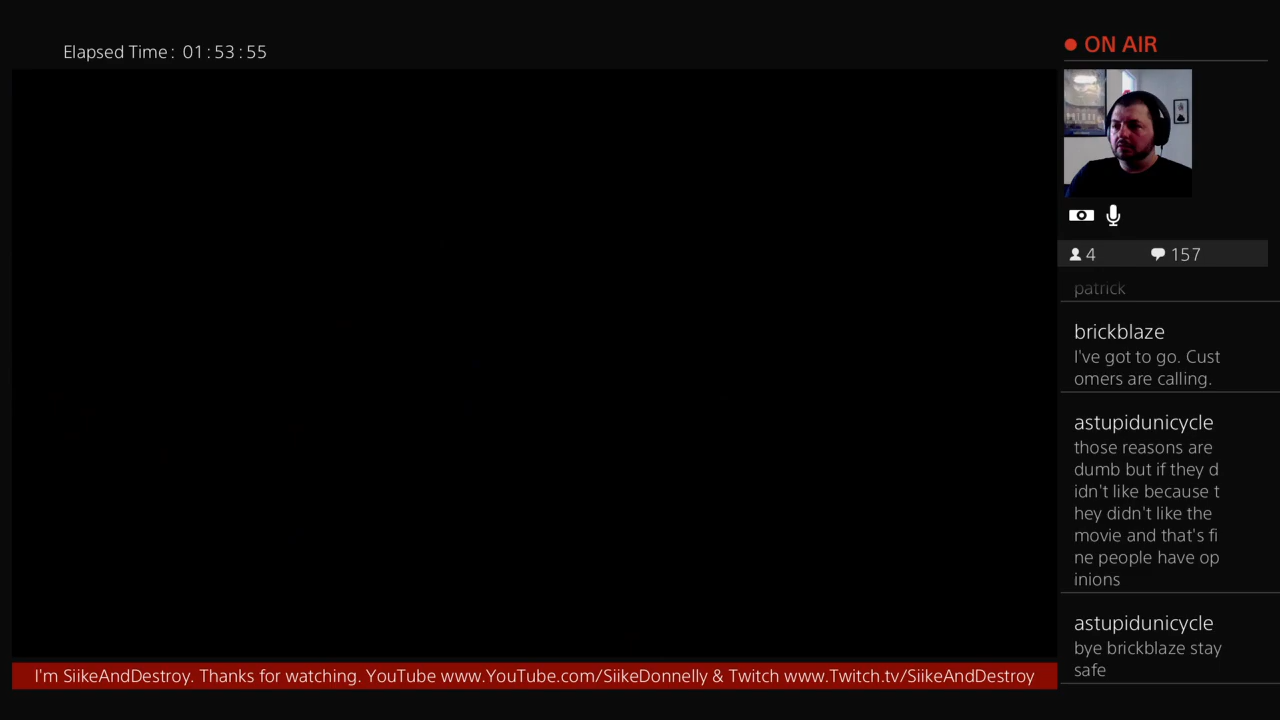 Elapsed Time: 01:53:55
ON AIR
4 157
patrick
brickblaze
I've got to go. Cust
omers are calling.
astupidunicycle
those reasons are
dumb but if they d
idn't like because t
hey didn't like the
movie and that's fi
ne people have op
inions
astupidunicycle
bye brickblaze stay
safe
I'm SiikeAndDestroy. Thanks for watching. YouTube www.YouTube.com/SiikeDonnelly & Twitch www.Twitch.tv/SiikeAndDestroy